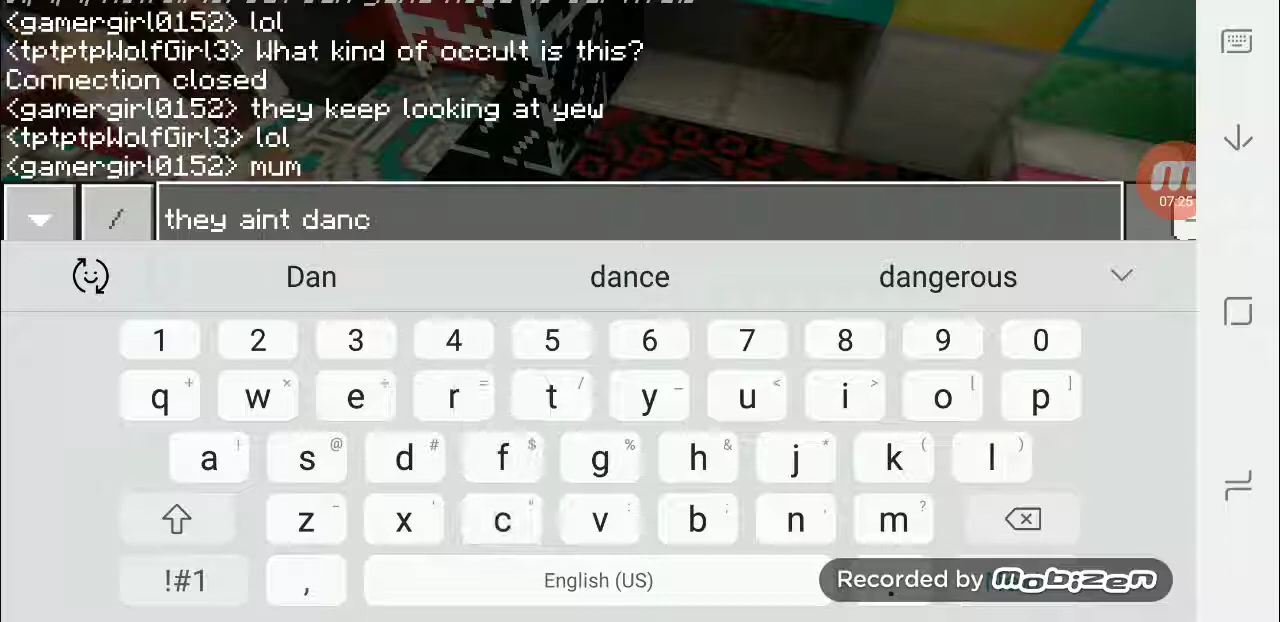 <gamergirl0152> lol
<tptptpWolfGirl3> What kind of occult is this?
Connection closed
<gamergirl0152> they keep looking at yew
<tptptpWolfGirl3> lol
<gamergirl0152> mum
07:25
/ they aint danc
Dan dance dangerous
1 2 3 4 5 6 7 8 9 0
q + w × e ÷ r = t / y _ u < i > o [ p ]
a ! s @ d # f $ g % h & j * k ( l )
z - x ' c " v : b ; n , m ?
!#1 , English (US) .
Recorded by Mobizen